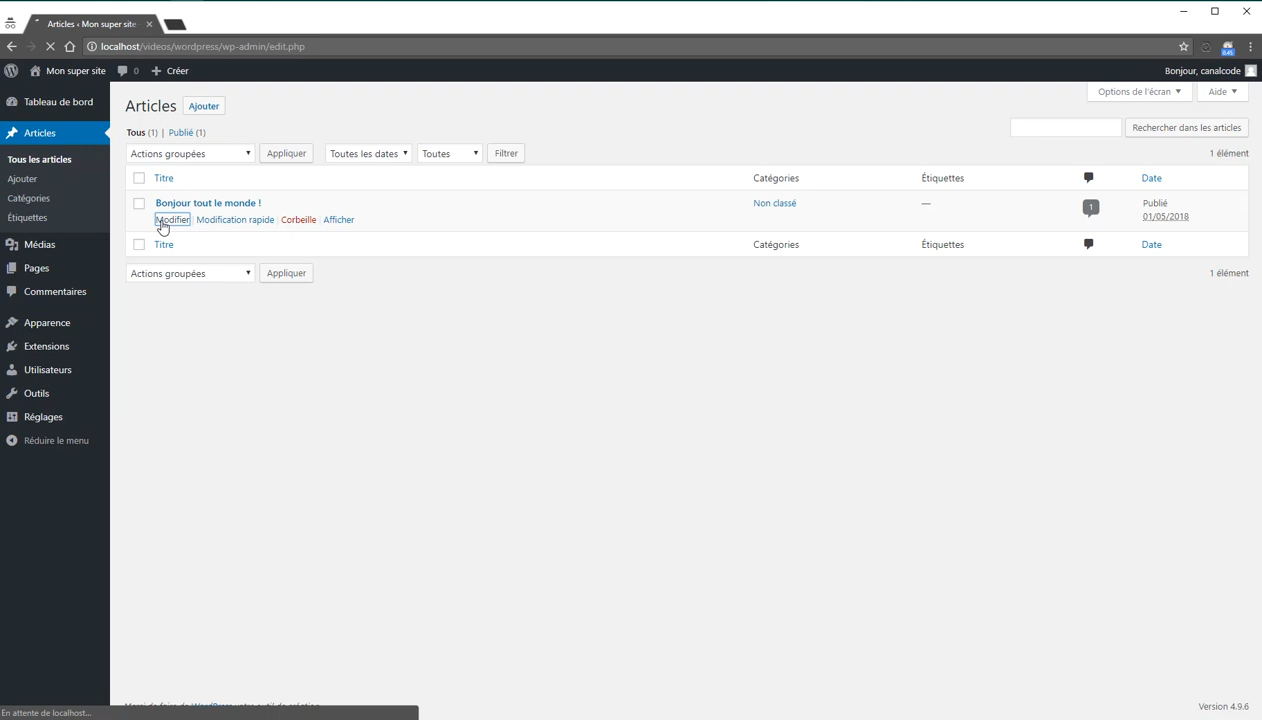 Articles ‹ Mon super site
localhost/videos/wordpress/wp-admin/edit.php
0.45
Mon super site 0 Créer Bonjour, canalcode
Options de l'écran Aide
Tableau de bord
Articles
Tous les articles
Ajouter
Catégories
Étiquettes
Médias
Pages
Commentaires
Apparence
Extensions
Utilisateurs
Outils
Réglages
Réduire le menu
Articles Ajouter
Tous (1) | Publié (1)
Rechercher dans les articles
Actions groupées Appliquer Toutes les dates Toutes Filtrer 1 élément
Titre Catégories Étiquettes Date
Bonjour tout le monde ! Non classé — 1 Publié
Modifier | Modification rapide | Corbeille | Afficher 01/05/2018
Titre Catégories Étiquettes Date
Actions groupées Appliquer 1 élément
Merci de faire de WordPress votre outil de création.
Version 4.9.6
En attente de localhost...